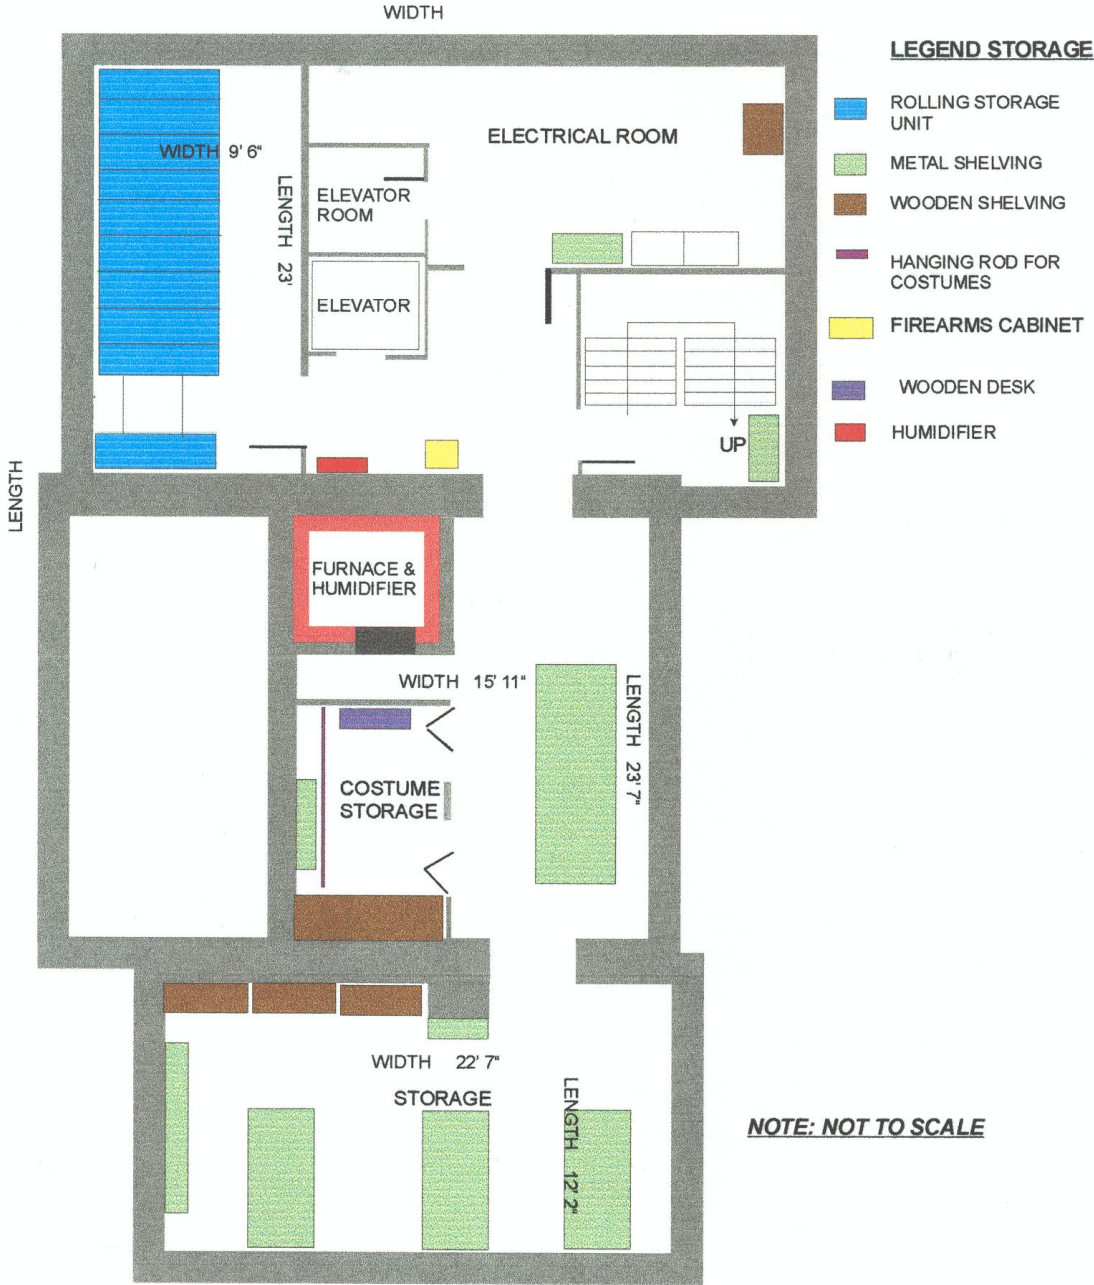 WIDTH
LEGEND STORAGE
ROLLING STORAGE
UNIT
METAL SHELVING
WOODEN SHELVING
HANGING ROD FOR
COSTUMES
FIREARMS CABINET
WOODEN DESK
HUMIDIFIER
ELECTRICAL ROOM
WIDTH 9' 6"
LENGTH 23'
ELEVATOR
ROOM
ELEVATOR
UP
LENGTH
FURNACE &
HUMIDIFIER
WIDTH 15' 11"
LENGTH 23' 7"
COSTUME
STORAGE
WIDTH 22' 7"
STORAGE
LENGTH 12' 2"
NOTE: NOT TO SCALE